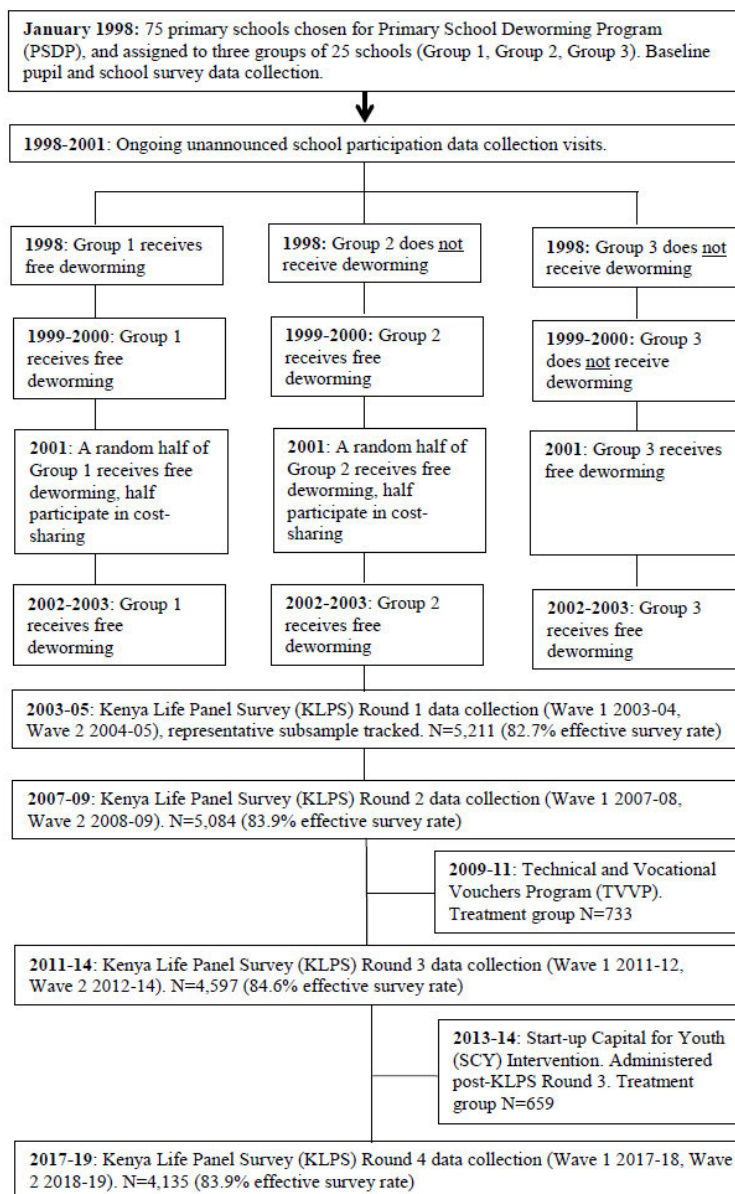 January 1998: 75 primary schools chosen for Primary School Deworming Program
(PSDP), and assigned to three groups of 25 schools (Group 1, Group 2, Group 3). Baseline
pupil and school survey data collection.
1998-2001: Ongoing unannounced school participation data collection visits.
1998: Group 1 receives
free deworming
1998: Group 2 does not
receive deworming
1998: Group 3 does not
receive deworming
1999-2000: Group 1
receives free
deworming
1999-2000: Group 2
receives free
deworming
1999-2000: Group 3
does not receive
deworming
2001: A random half of
Group 1 receives free
deworming, half
participate in cost-
sharing
2001: A random half of
Group 2 receives free
deworming, half
participate in cost-
sharing
2001: Group 3 receives
free deworming
2002-2003: Group 1
receives free
deworming
2002-2003: Group 2
receives free
deworming
2002-2003: Group 3
receives free
deworming
2003-05: Kenya Life Panel Survey (KLPS) Round 1 data collection (Wave 1 2003-04,
Wave 2 2004-05), representative subsample tracked. N=5,211 (82.7% effective survey rate)
2007-09: Kenya Life Panel Survey (KLPS) Round 2 data collection (Wave 1 2007-08,
Wave 2 2008-09). N=5,084 (83.9% effective survey rate)
2009-11: Technical and Vocational
Vouchers Program (TVVP).
Treatment group N=733
2011-14: Kenya Life Panel Survey (KLPS) Round 3 data collection (Wave 1 2011-12,
Wave 2 2012-14). N=4,597 (84.6% effective survey rate)
2013-14: Start-up Capital for Youth
(SCY) Intervention. Administered
post-KLPS Round 3. Treatment
group N=659
2017-19: Kenya Life Panel Survey (KLPS) Round 4 data collection (Wave 1 2017-18, Wave
2 2018-19). N=4,135 (83.9% effective survey rate)